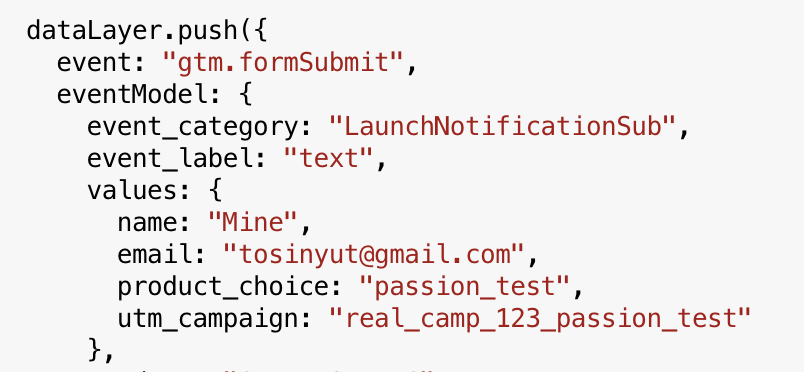 dataLayer.push({
event: "gtm.formSubmit",
eventModel: {
event_category: "LaunchNotificationSub",
event_label: "text",
values: {
name: "Mine",
email: "tosinyut@gmail.com",
product_choice: "passion_test",
utm_campaign: "real_camp_123_passion_test"
},